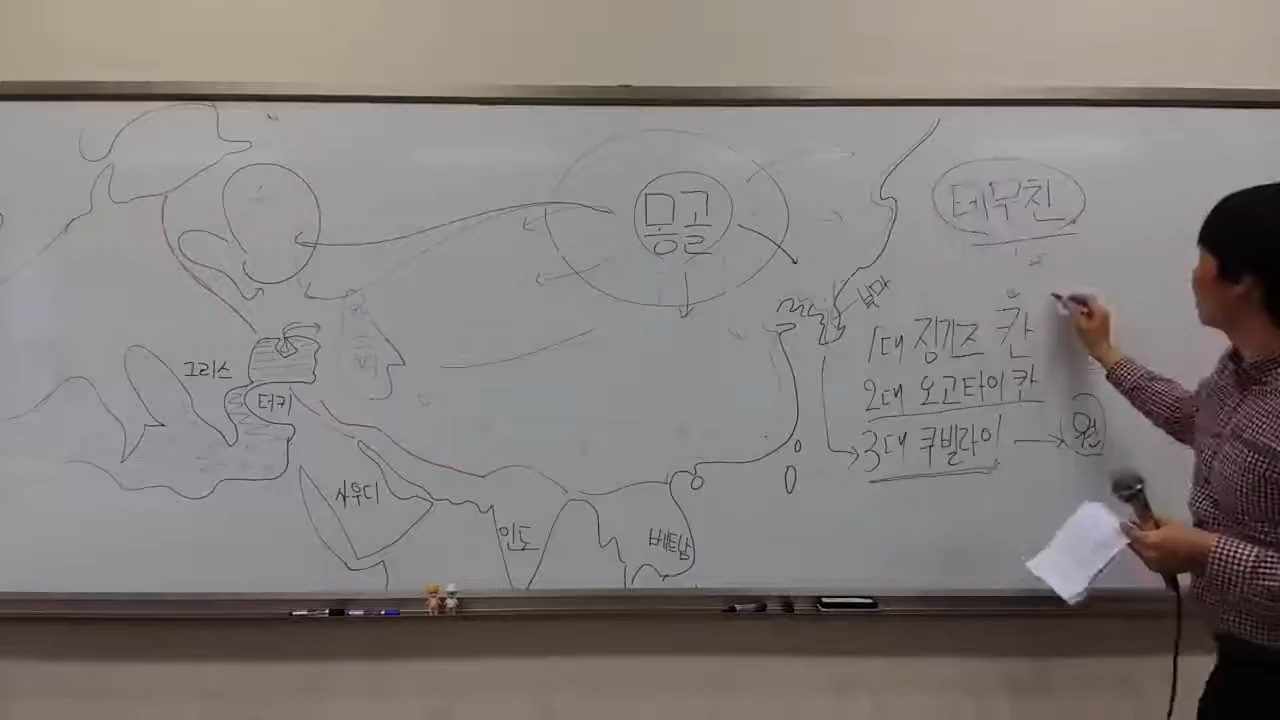 몽골
테무친
1대 징기즈 칸
2대 오고타이 칸
3대 쿠빌라이 → 원
그리스
터키
사우디
인도
베트남